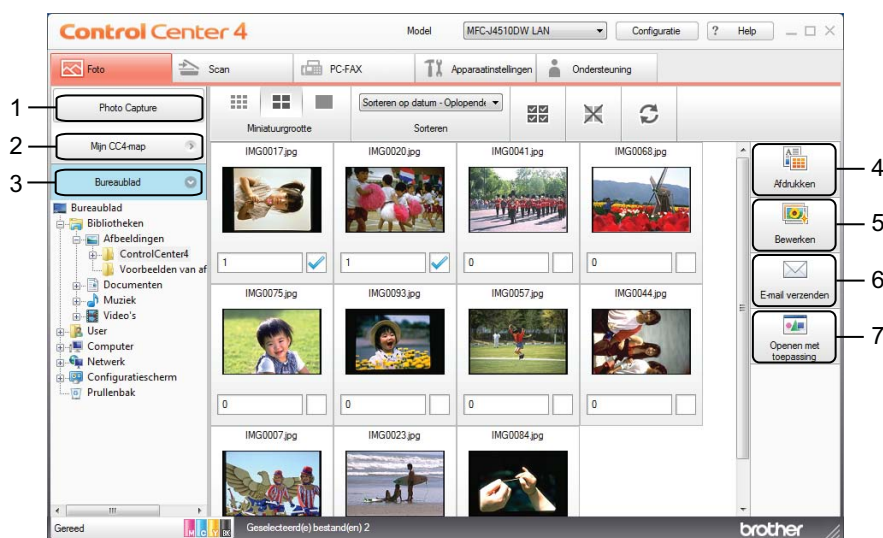 Control Center 4
Model
MFC-J4510DW LAN
Configuratie
? Help
Foto
Scan
PC-FAX
Apparaatinstellingen
Ondersteuning
1
Photo Capture
2
Mijn CC4-map
3
Bureaublad
Miniatuurgrootte
Sorteren op datum - Oplopende
Sorteren
Bureaublad
Bibliotheken
Afbeeldingen
ControlCenter4
Voorbeelden van af
Documenten
Muziek
Video's
User
Computer
Netwerk
Configuratiescherm
Prullenbak
IMG0017.jpg
IMG0020.jpg
IMG0041.jpg
IMG0068.jpg
1
1
0
0
IMG0075.jpg
IMG0093.jpg
IMG0057.jpg
IMG0044.jpg
0
0
0
0
IMG0007.jpg
IMG0023.jpg
IMG0084.jpg
Afdrukken
4
Bewerken
5
E-mail verzenden
6
Openen met
toepassing
7
Gereed
M C Y BK
Geselecteerd(e) bestand(en) 2
brother